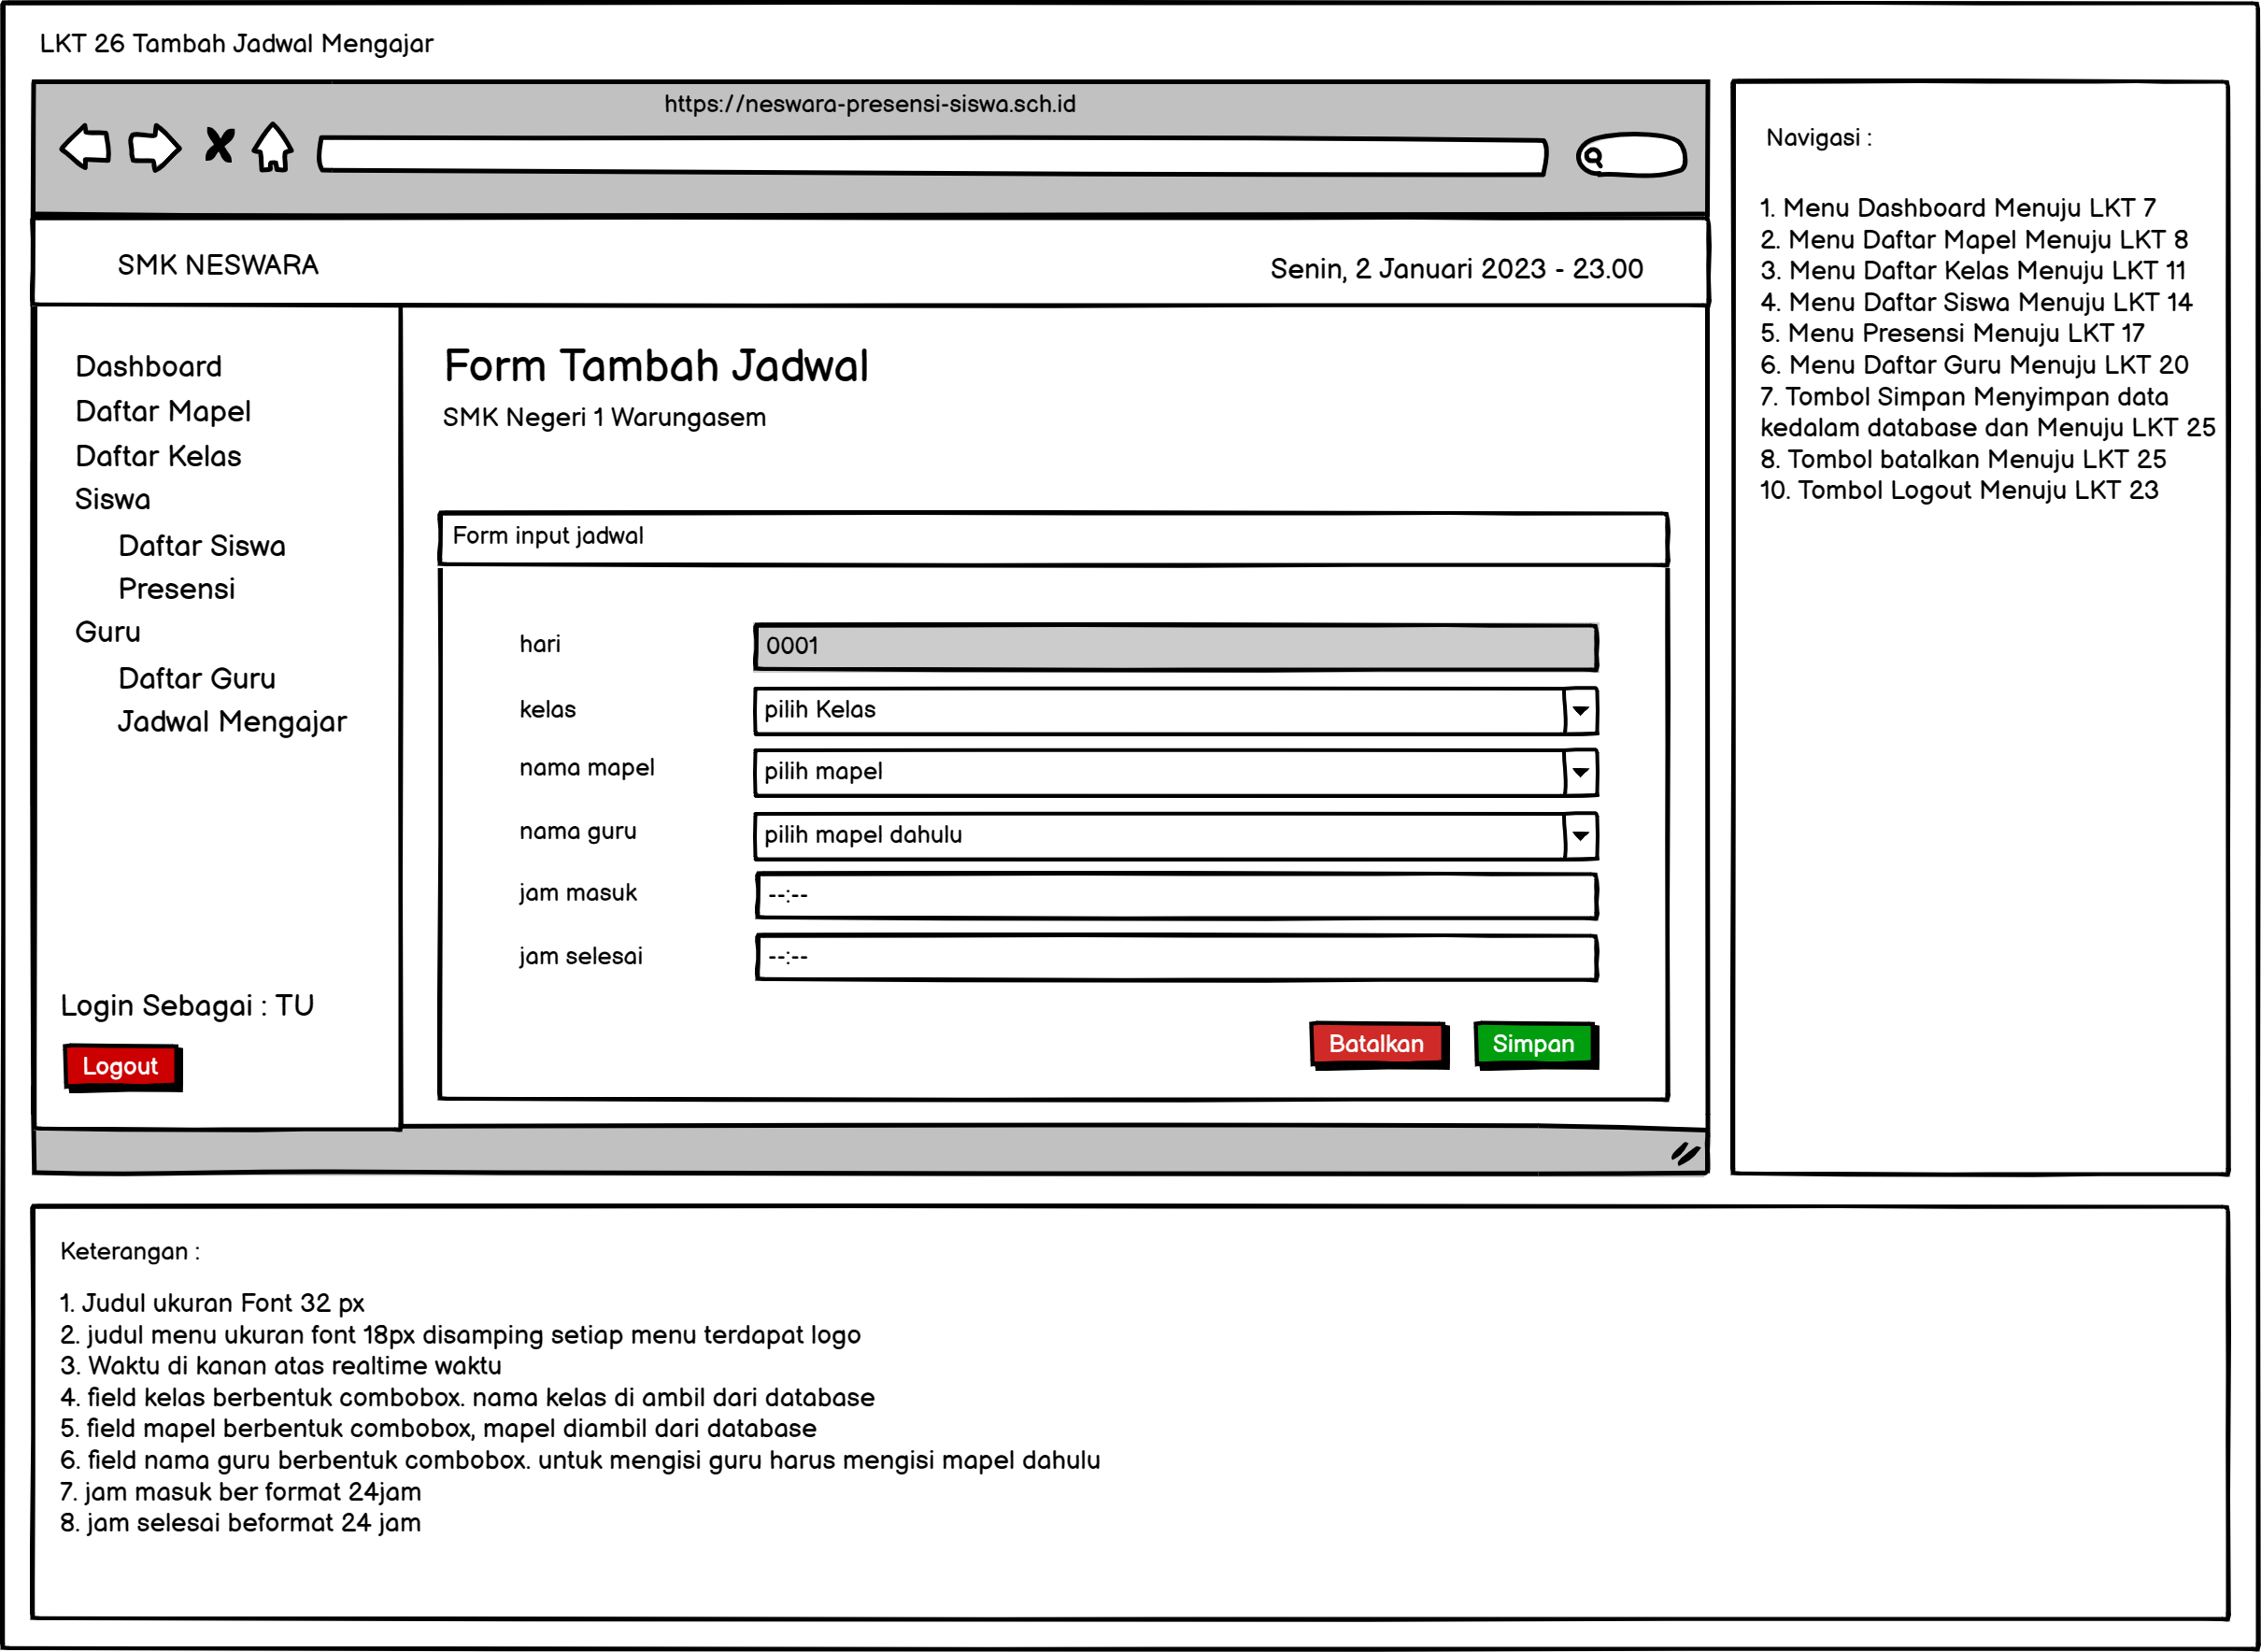 LKT 26 Tambah Jadwal Mengajar
https://neswara-presensi-siswa.sch.id
SMK NESWARA
Senin, 2 Januari 2023 - 23.00
Dashboard
Daftar Mapel
Daftar Kelas
Siswa
Daftar Siswa
Presensi
Guru
Daftar Guru
Jadwal Mengajar
Login Sebagai : TU
Logout
Form Tambah Jadwal
SMK Negeri 1 Warungasem
Form input jadwal
hari
0001
kelas
pilih Kelas
nama mapel
pilih mapel
nama guru
pilih mapel dahulu
jam masuk
--:--
jam selesai
--:--
Batalkan
Simpan
Navigasi :
1. Menu Dashboard Menuju LKT 7
2. Menu Daftar Mapel Menuju LKT 8
3. Menu Daftar Kelas Menuju LKT 11
4. Menu Daftar Siswa Menuju LKT 14
5. Menu Presensi Menuju LKT 17
6. Menu Daftar Guru Menuju LKT 20
7. Tombol Simpan Menyimpan data
kedalam database dan Menuju LKT 25
8. Tombol batalkan Menuju LKT 25
10. Tombol Logout Menuju LKT 23
Keterangan :
1. Judul ukuran Font 32 px
2. judul menu ukuran font 18px disamping setiap menu terdapat logo
3. Waktu di kanan atas realtime waktu
4. field kelas berbentuk combobox. nama kelas di ambil dari database
5. field mapel berbentuk combobox, mapel diambil dari database
6. field nama guru berbentuk combobox. untuk mengisi guru harus mengisi mapel dahulu
7. jam masuk ber format 24jam
8. jam selesai beformat 24 jam